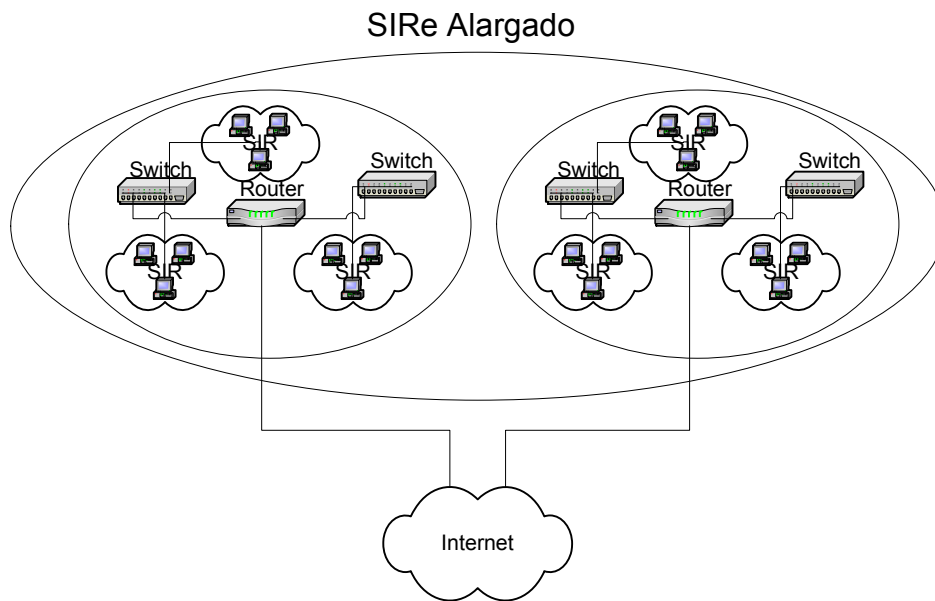 SIRe Alargado
SIR
SIR
Switch
Switch
Switch
Switch
Router
Router
SIR
SIR
SIR
SIR
Internet